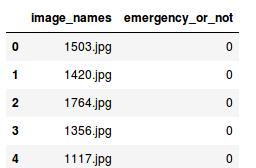 image_names emergency_or_not
0 1503.jpg 0
1 1420.jpg 0
2 1764.jpg 0
3 1356.jpg 0
4 1117.jpg 0